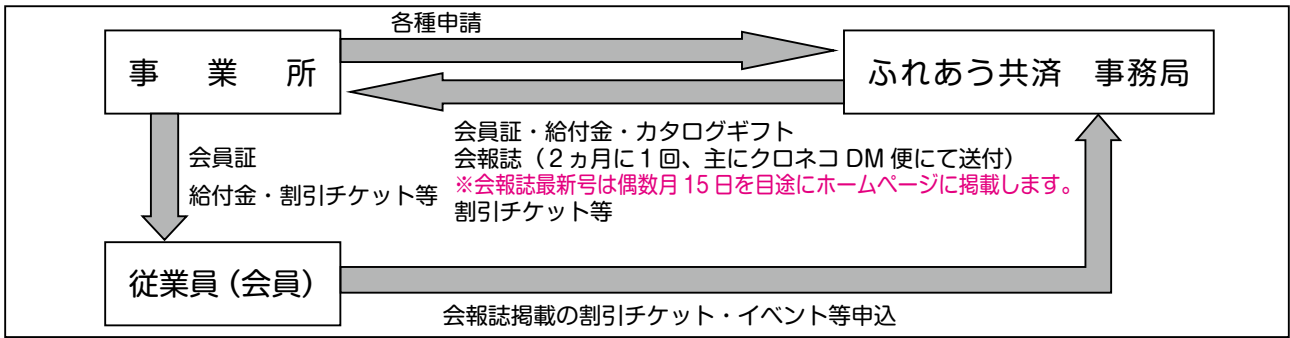 各種申請
事　業　所
ふれあう共済　事務局
会員証・給付金・カタログギフト
会報誌（２ヵ月に１回、主にクロネコ DM 便にて送付）
※会報誌最新号は偶数月 15 日を目途にホームページに掲載します。
割引チケット等
会員証
給付金・割引チケット等
従業員（会員）
会報誌掲載の割引チケット・イベント等申込